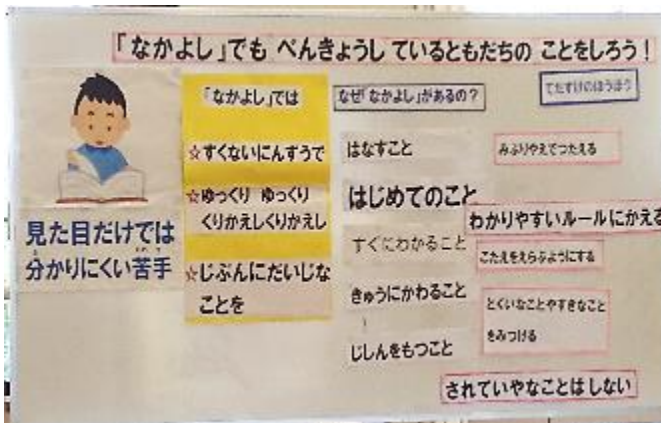 「なかよし」でも べんきょうし ているともだちの ことをしろう！
見た目だけでは
分かりにくい苦手
「なかよし」では
☆すくないにんずうで
☆ゆっくり ゆっくり
くりかえしくりかえし
☆じぶんにだいじな
ことを
なぜ「なかよし」があるの？
はなすこと
はじめてのこと
すぐにわかること
きゅうにかわること
じしんをもつこと
てだすけのほうほう
みぶりやえでつたえる
わかりやすいルールにかえる
こたえをえらぶようにする
とくいなことやすきなこと
をみつける
されていやなことはしない